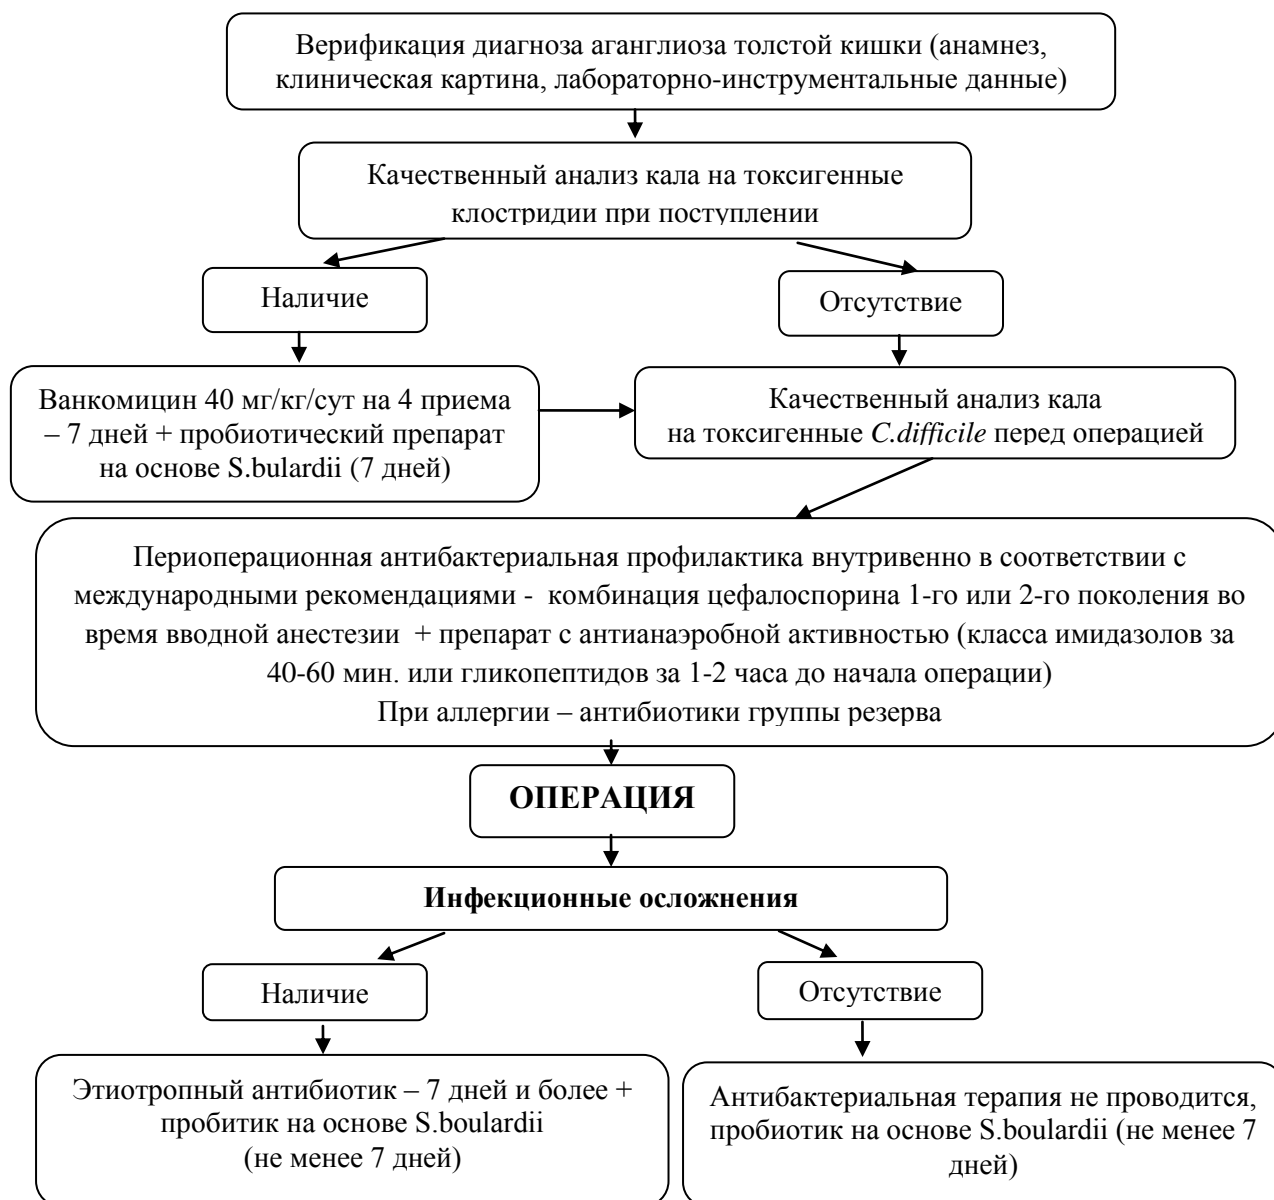 Верификация диагноза аганглиоза толстой кишки (анамнез,
клиническая картина, лабораторно-инструментальные данные)
Качественный анализ кала на токсигенные
клостридии при поступлении
Наличие
Отсутствие
Ванкомицин 40 мг/кг/сут на 4 приема
– 7 дней + пробиотический препарат
на основе S.bulardii (7 дней)
Качественный анализ кала
на токсигенные C.difficile перед операцией
Периоперационная антибактериальная профилактика внутривенно в соответствии с
международными рекомендациями - комбинация цефалоспорина 1-го или 2-го поколения во
время вводной анестезии + препарат с антианаэробной активностью (класса имидазолов за
40-60 мин. или гликопептидов за 1-2 часа до начала операции)
При аллергии – антибиотики группы резерва
ОПЕРАЦИЯ
Инфекционные осложнения
Наличие
Отсутствие
Этиотропный антибиотик – 7 дней и более +
пробитик на основе S.boulardii
(не менее 7 дней)
Антибактериальная терапия не проводится,
пробиотик на основе S.boulardii (не менее 7
дней)